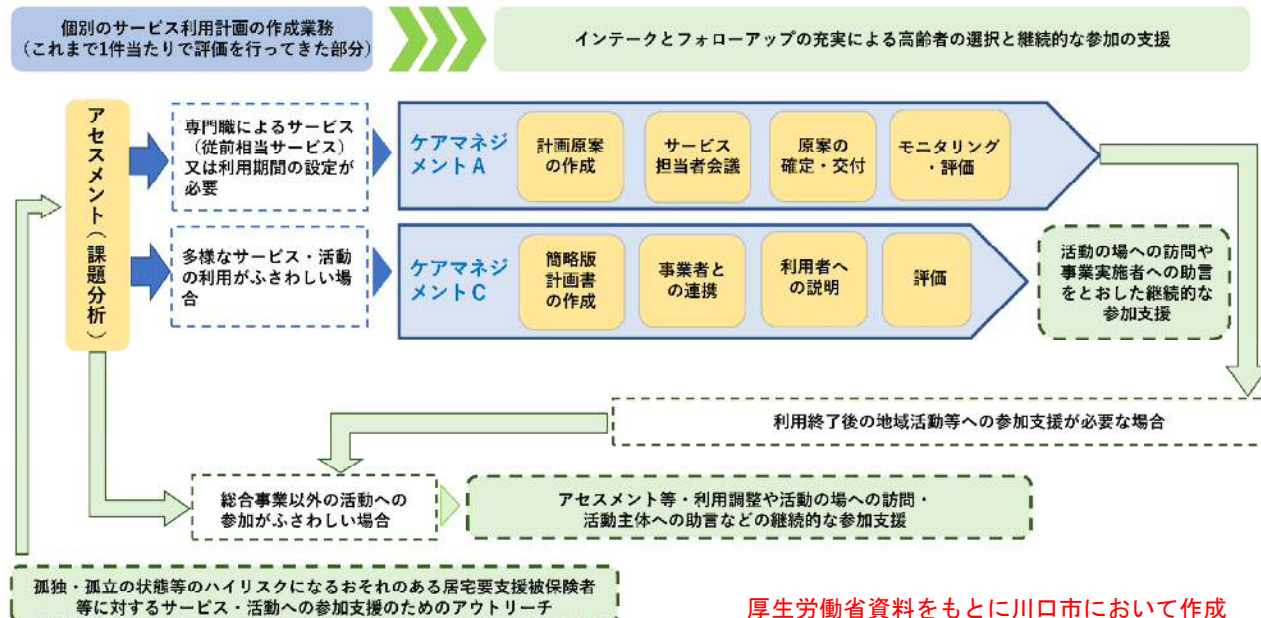 個別のサービス利用計画の作成業務
（これまで1件当たりで評価を行ってきた部分）
インテークとフォローアップの充実による高齢者の選択と継続的な参加の支援
アセスメント（課題分析）
専門職によるサービス
（従前相当サービス）
又は利用期間の設定が
必要
ケアマネジ
メントA
計画原案
の作成
サービス
担当者会議
原案の
確定・交付
モニタリング
・評価
多様なサービス・活動
の利用がふさわしい場
合
ケアマネジ
メントC
簡略版
計画書
の作成
事業者と
の連携
利用者へ
の説明
評価
活動の場への訪問や
事業実施者への助言
をとおした継続的な
参加支援
利用終了後の地域活動等への参加支援が必要な場合
総合事業以外の活動への
参加がふさわしい場合
アセスメント等・利用調整や活動の場への訪問・
活動主体への助言などの継続的な参加支援
孤独・孤立の状態等のハイリスクになるおそれのある居宅要支援被保険者
等に対するサービス・活動への参加支援のためのアウトリーチ
厚生労働省資料をもとに川口市において作成